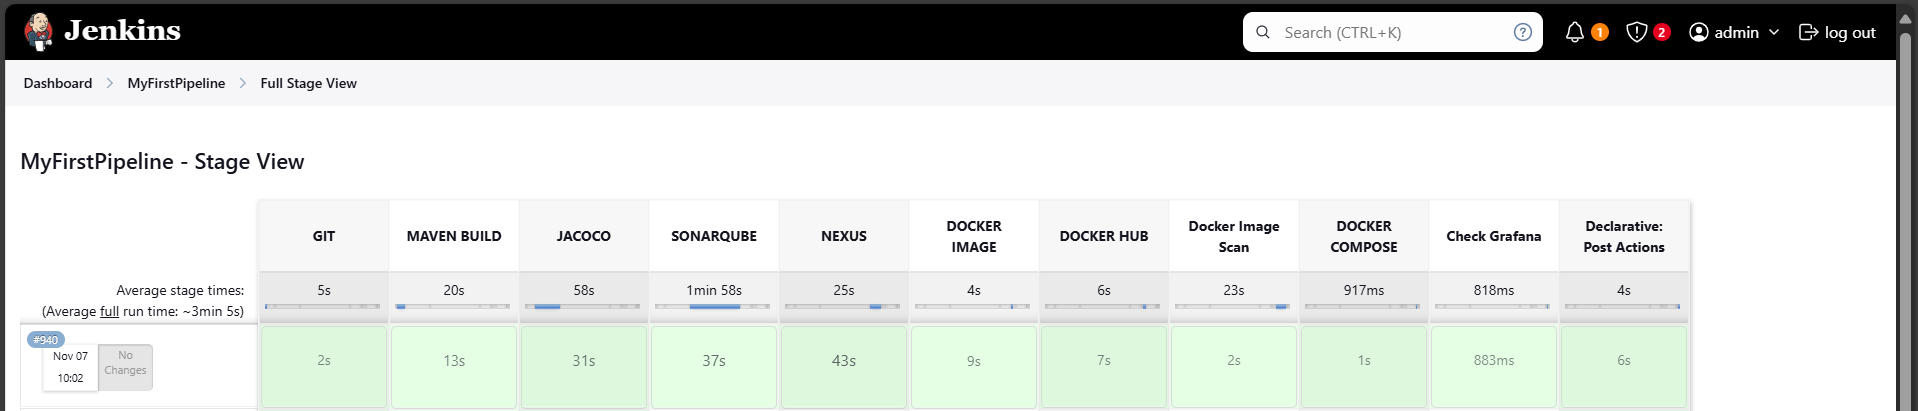 Jenkins
Search (CTRL+K)
?
1
2
admin
log out
Dashboard
MyFirstPipeline
Full Stage View
MyFirstPipeline - Stage View
GIT
MAVEN BUILD
JACOCO
SONARQUBE
NEXUS
DOCKER
IMAGE
DOCKER HUB
Docker Image
Scan
DOCKER
COMPOSE
Check Grafana
Declarative:
Post Actions
Average stage times:
(Average full run time: ~3min 5s)
5s
20s
58s
1min 58s
25s
4s
6s
23s
917ms
818ms
4s
#940
Nov 07
10:02
No
Changes
2s
13s
31s
37s
43s
9s
7s
2s
1s
883ms
6s